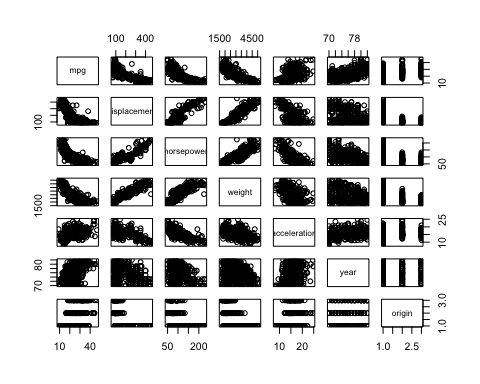 100 400 1500 4500 70 78
mpg
10
isplacemen
100
horsepowe
50
weight
1500
acceleration
10 25
year
70 80
origin
1.0 3.0
10 40 50 200 10 20 1.0 2.5